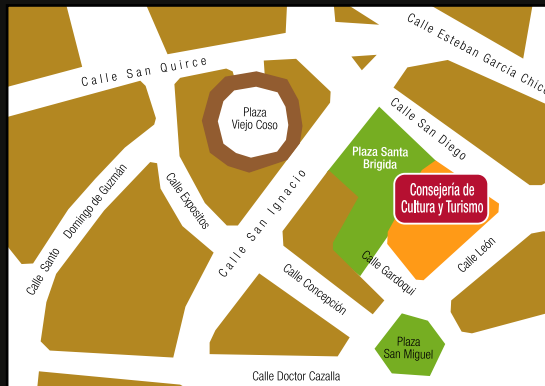 Calle Esteban García Chico
Calle San Quirce
Plaza
Viejo Coso
Calle San Diego
Plaza Santa
Brigida
Consejería de
Cultura y Turismo
Calle Expositos
Calle Santo Domingo de Guzmán
Calle San Ignacio
Calle León
Calle Gardoqui
Calle Concepción
Plaza
San Miguel
Calle Doctor Cazalla